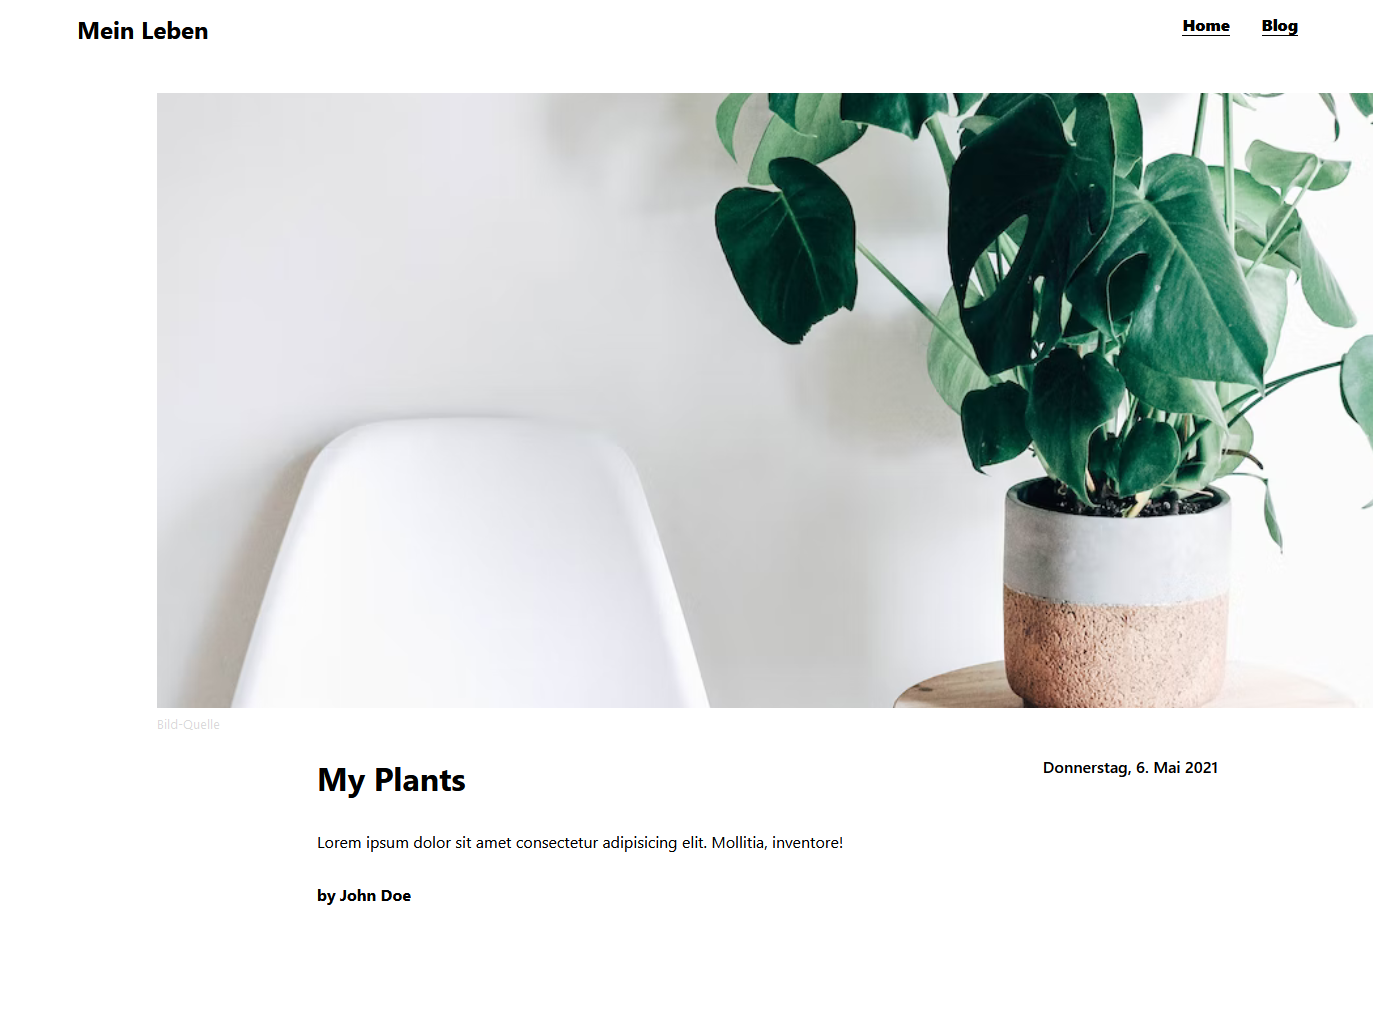 Mein Leben
Home Blog
Bild-Quelle
My Plants
Donnerstag, 6. Mai 2021
Lorem ipsum dolor sit amet consectetur adipisicing elit. Mollitia, inventore!
by John Doe